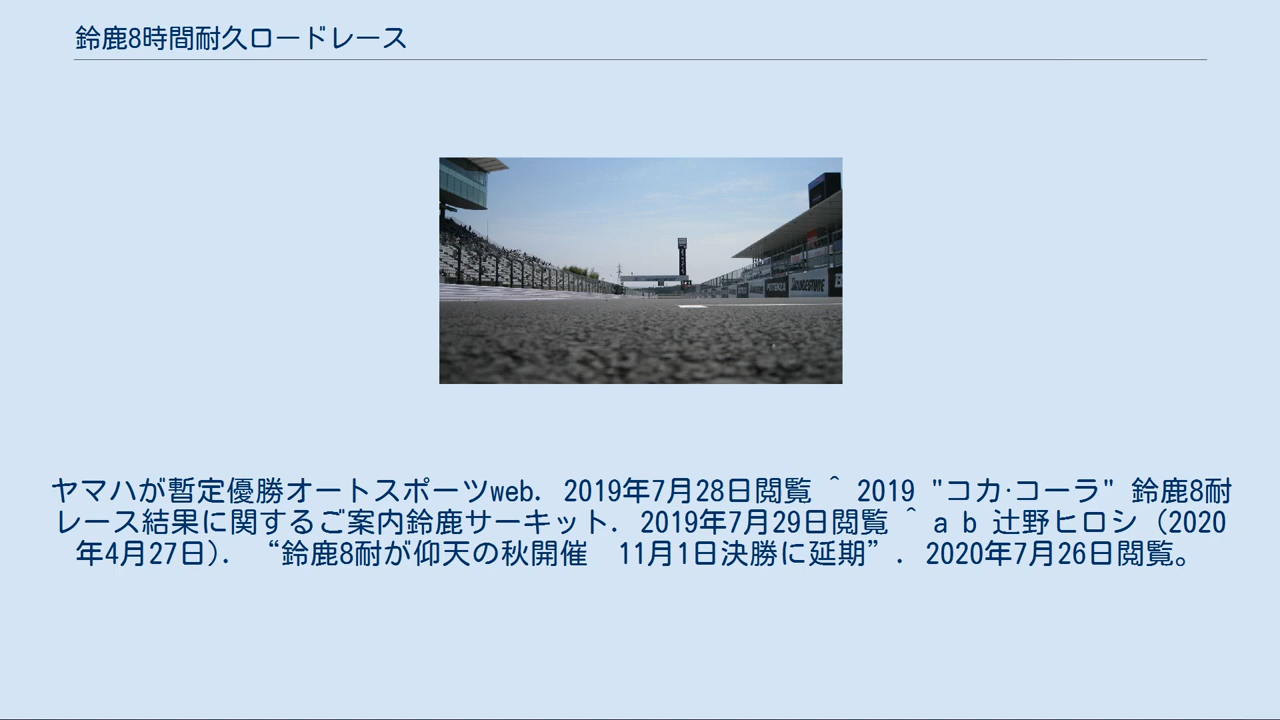 鈴鹿8時間耐久ロードレース
POTENZA
BRIDGESTONE
ヤマハが暫定優勝オートスポーツweb. 2019年7月28日閲覧 ^ 2019 "コカ·コーラ" 鈴鹿8耐
レース結果に関するご案内鈴鹿サーキット. 2019年7月29日閲覧 ^ a b 辻野ヒロシ (2020
年4月27日). “鈴鹿8耐が仰天の秋開催　11月1日決勝に延期”. 2020年7月26日閲覧。